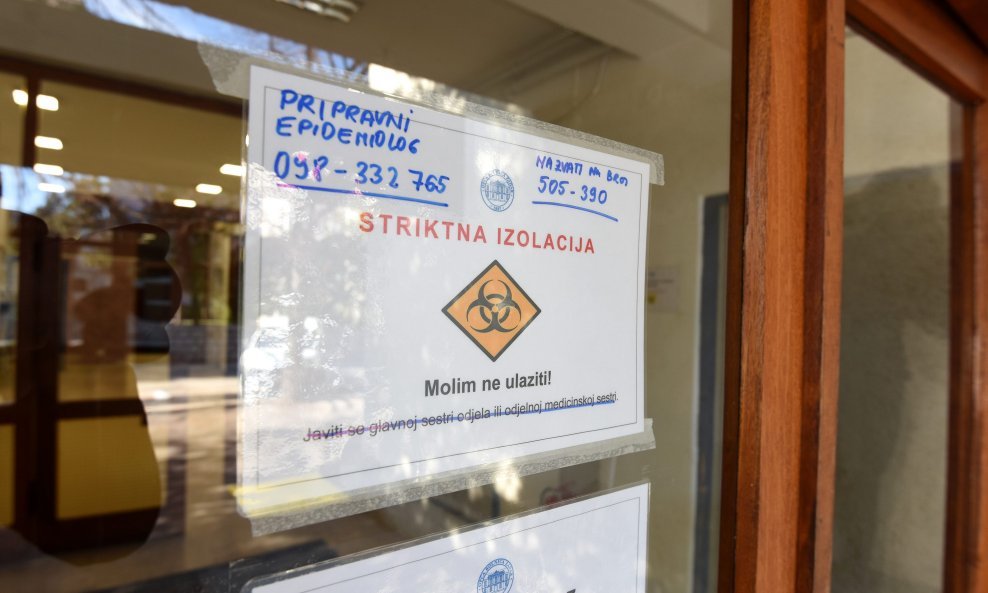 PRIPRAVNI
EPIDEMIOLOG
098-332 765
NAZVATI NA BROJ
505-390
STRIKTNA IZOLACIJA
Molim ne ulaziti!
Javiti se glavnoj sestri odjela ili odjelnoj medicinskoj sestri.